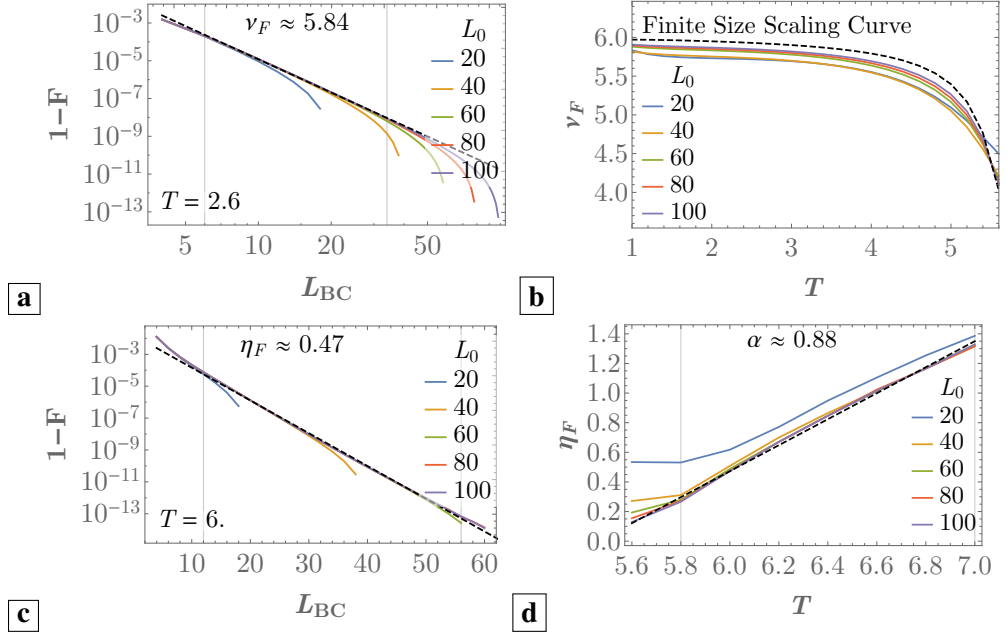 ν_F ≈ 5.84
L₀
20
40
60
80
100
10⁻³
10⁻⁵
10⁻⁷
10⁻⁹
10⁻¹¹
10⁻¹³
1−F
T = 2.6
5 10 20 50
L_BC
a
Finite Size Scaling Curve
L₀
20
40
60
80
100
6.0
5.5
5.0
4.5
4.0
ν_F
1 2 3 4 5
T
b
η_F ≈ 0.47
L₀
20
40
60
80
100
10⁻³
10⁻⁵
10⁻⁷
10⁻⁹
10⁻¹¹
10⁻¹³
1−F
T = 6.
0 10 20 30 40 50 60
L_BC
c
α ≈ 0.88
L₀
20
40
60
80
100
1.4
1.2
1.0
0.8
0.6
0.4
0.2
0.0
η_F
5.6 5.8 6.0 6.2 6.4 6.6 6.8 7.0
T
d